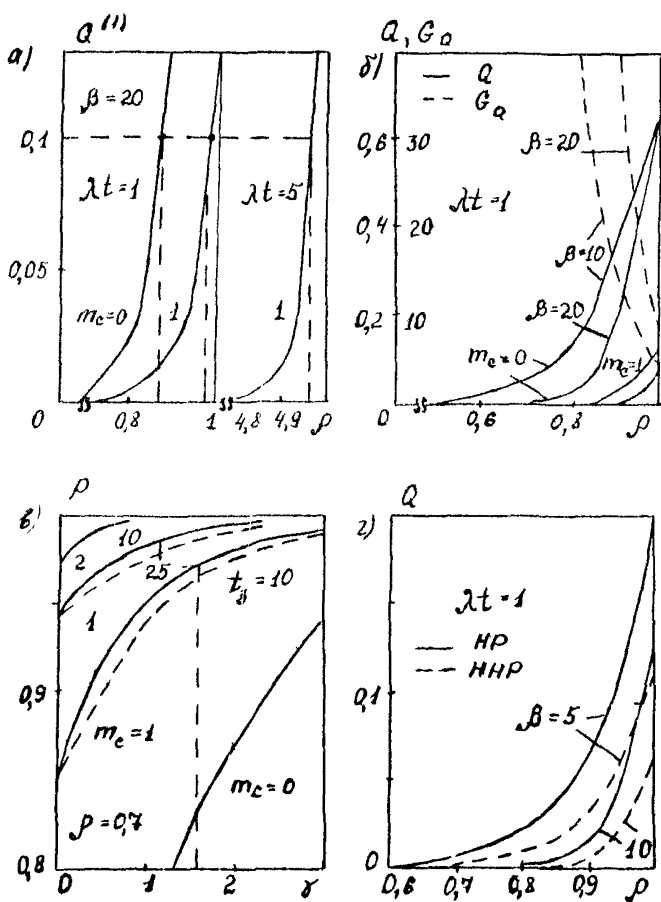 а) Q⁽¹⁾
β=20
0,1
λt=1 λt=5
0,05
m_c=0 1 1
0 0,8 1 4,8 4,9 ρ
Q, G_Q
б) — Q
-- G_Q
0,6 30
β=20
λt=1
0,4 20
β=10
β=20
0,2 10
m_c=0 m_c=1
0 0,6 0,8 ρ
P
в)
2 10
25
1 t_B=10
0,9
m_c=1
m_c=0
ρ=0,7
0,8
0 1 2 γ
Q
г)
λt=1
— НР
-- ННР
0,1
β=5
10
0
0,6 0,7 0,8 0,9 ρ